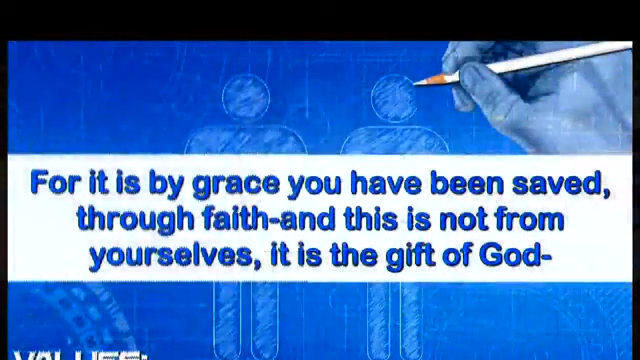 For it is by grace you have been saved,
through faith-and this is not from
yourselves, it is the gift of God-
VALUES: